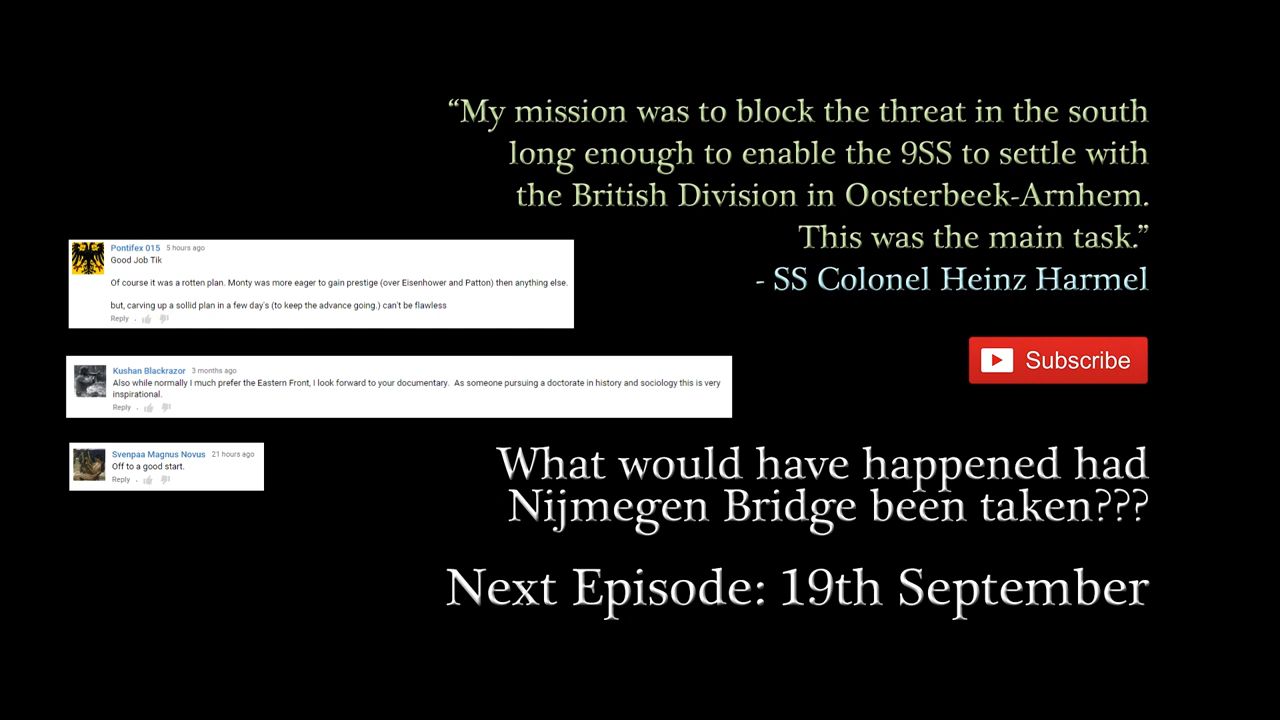 “My mission was to block the threat in the south
long enough to enable the 9SS to settle with
the British Division in Oosterbeek-Arnhem.
This was the main task.”
- SS Colonel Heinz Harmel
Pontifex 015 5 hours ago
Good Job Tik
Of course it was a rotten plan. Monty was more eager to gain prestige (over Eisenhower and Patton) then anything else.
but, carving up a sollid plan in a few day's (to keep the advance going.) can't be flawless
Reply .
Subscribe
Kushan Blackrazor 3 months ago
Also while normally I much prefer the Eastern Front, I look forward to your documentary. As someone pursuing a doctorate in history and sociology this is very
inspirational.
Reply .
Svenpaa Magnus Novus 21 hours ago
Off to a good start.
Reply .
What would have happened had
Nijmegen Bridge been taken???
Next Episode: 19th September